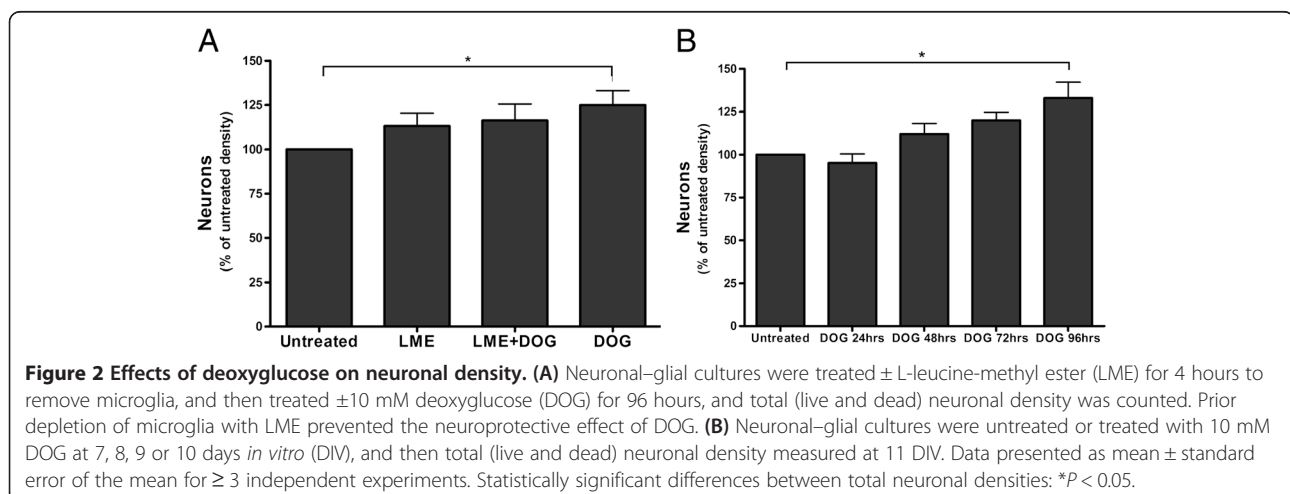 A
*
150
125
100
75
50
25
0
Neurons
(% of untreated density)
Untreated LME LME+DOG DOG
B
*
150
125
100
75
50
25
0
Neurons
(% of untreated density)
Untreated DOG 24hrs DOG 48hrs DOG 72hrs DOG 96hrs
Figure 2 Effects of deoxyglucose on neuronal density. (A) Neuronal–glial cultures were treated ± L-leucine-methyl ester (LME) for 4 hours to
remove microglia, and then treated ±10 mM deoxyglucose (DOG) for 96 hours, and total (live and dead) neuronal density was counted. Prior
depletion of microglia with LME prevented the neuroprotective effect of DOG. (B) Neuronal–glial cultures were untreated or treated with 10 mM
DOG at 7, 8, 9 or 10 days in vitro (DIV), and then total (live and dead) neuronal density measured at 11 DIV. Data presented as mean ± standard
error of the mean for ≥ 3 independent experiments. Statistically significant differences between total neuronal densities: *P < 0.05.